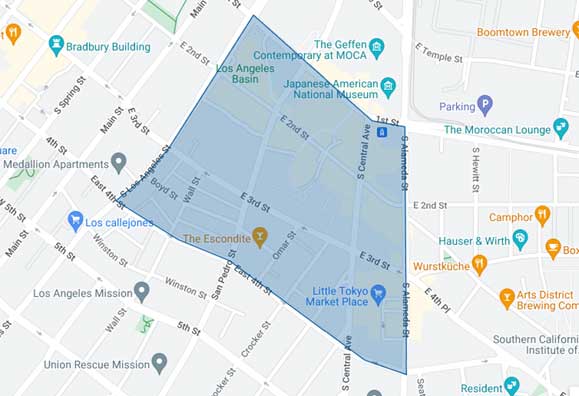 Main St
Main St
Bradbury Building
E 2nd St
The Geffen
Contemporary at MOCA
Boomtown Brewery
E Temple St
Los Angeles
Basin
Japanese American
National Museum
S Spring St
Main St
E 3rd St
4th St
Parking
1st St
The Moroccan Lounge
E 2nd St
S Central Ave
S Alameda St
S Hewitt St
S Los Angeles St
Medallion Apartments
Boyd St
Wall St
East 4th St
E 3rd St
Camphor
Los callejones
The Escondite
Omar St
Hauser & Wirth
5th St
Main St
Winston St
San Pedro St
E 3rd St
Wurstküche
Box
Winston St
East 4th St
Little Tokyo
Market Place
S Alameda St
E 4th Pl
Arts District
Brewing Com
Los Angeles Mission
Wall St
5th St
Crocker St
S Central Ave
Southern Californ
Institute of
Union Rescue Mission
Crocker St
Seat
Resident